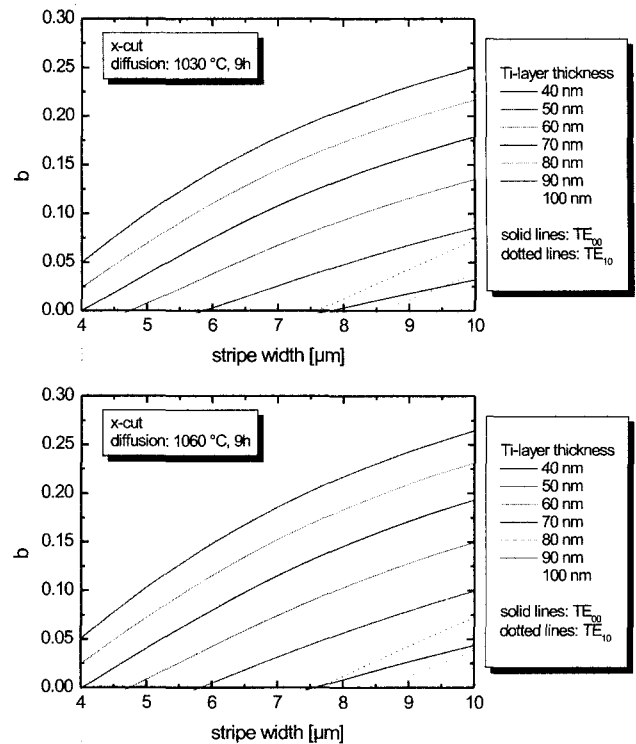 x-cut
diffusion: 1030 °C, 9h
0.30
0.25
0.20
0.15
0.10
0.05
0.00
b
4 5 6 7 8 9 10
stripe width [µm]
Ti-layer thickness
40 nm
50 nm
60 nm
70 nm
80 nm
90 nm
100 nm
solid lines: TE₀₀
dotted lines: TE₁₀
x-cut
diffusion: 1060 °C, 9h
0.30
0.25
0.20
0.15
0.10
0.05
0.00
b
4 5 6 7 8 9 10
stripe width [µm]
Ti-layer thickness
40 nm
50 nm
60 nm
70 nm
80 nm
90 nm
100 nm
solid lines: TE₀₀
dotted lines: TE₁₀